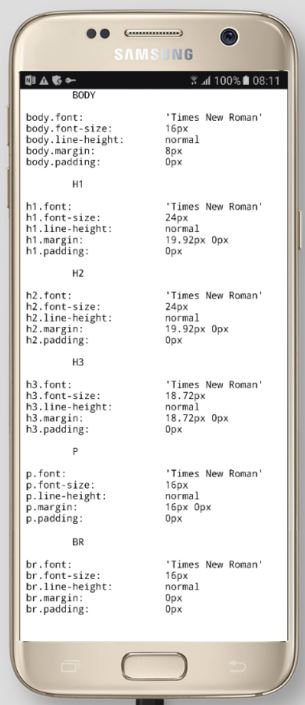 SAMSUNG
100% 08:11
BODY
body.font: 'Times New Roman'
body.font-size: 16px
body.line-height: normal
body.margin: 8px
body.padding: 0px
H1
h1.font: 'Times New Roman'
h1.font-size: 24px
h1.line-height: normal
h1.margin: 19.92px 0px
h1.padding: 0px
H2
h2.font: 'Times New Roman'
h2.font-size: 24px
h2.line-height: normal
h2.margin: 19.92px 0px
h2.padding: 0px
H3
h3.font: 'Times New Roman'
h3.font-size: 18.72px
h3.line-height: normal
h3.margin: 18.72px 0px
h3.padding: 0px
P
p.font: 'Times New Roman'
p.font-size: 16px
p.line-height: normal
p.margin: 16px 0px
p.padding: 0px
BR
br.font: 'Times New Roman'
br.font-size: 16px
br.line-height: normal
br.margin: 0px
br.padding: 0px